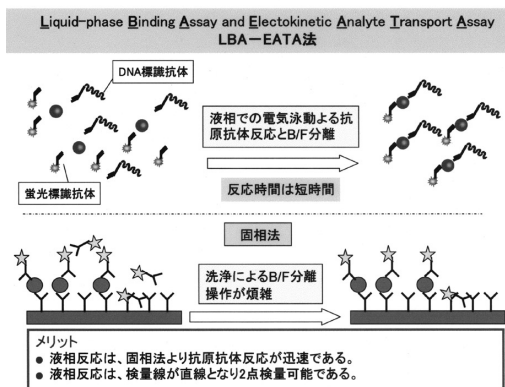 Liquid-phase Binding Assay and Electokinetic Analyte Transport Assay
LBA－EATA法
DNA標識抗体
液相での電気泳動よる抗
原抗体反応とB/F分離
反応時間は短時間
蛍光標識抗体
固相法
洗浄によるB/F分離
操作が煩雑
メリット
● 液相反応は、固相法より抗原抗体反応が迅速である。
● 液相反応は、検量線が直線となり2点検量可能である。